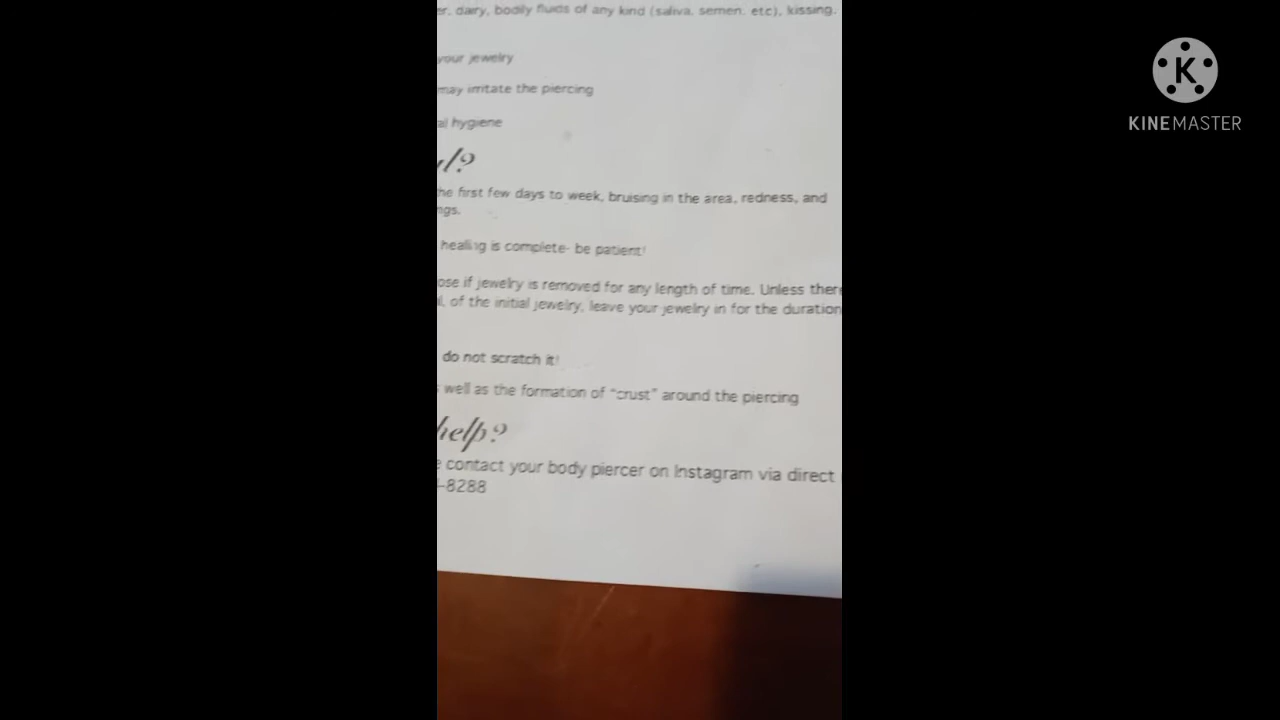 er, dairy, bodily fluids of any kind (saliva, semen, etc), kissing,
your jewelry
may irritate the piercing
al hygiene
l?
he first few days to week, bruising in the area, redness, and
ngs.
healing is complete- be patient!
ose if jewelry is removed for any length of time. Unless ther
l, of the initial jewelry, leave your jewelry in for the duration
do not scratch it!
well as the formation of "crust" around the piercing
help?
e contact your body piercer on Instagram via direct
-8288
K
KINEMASTER